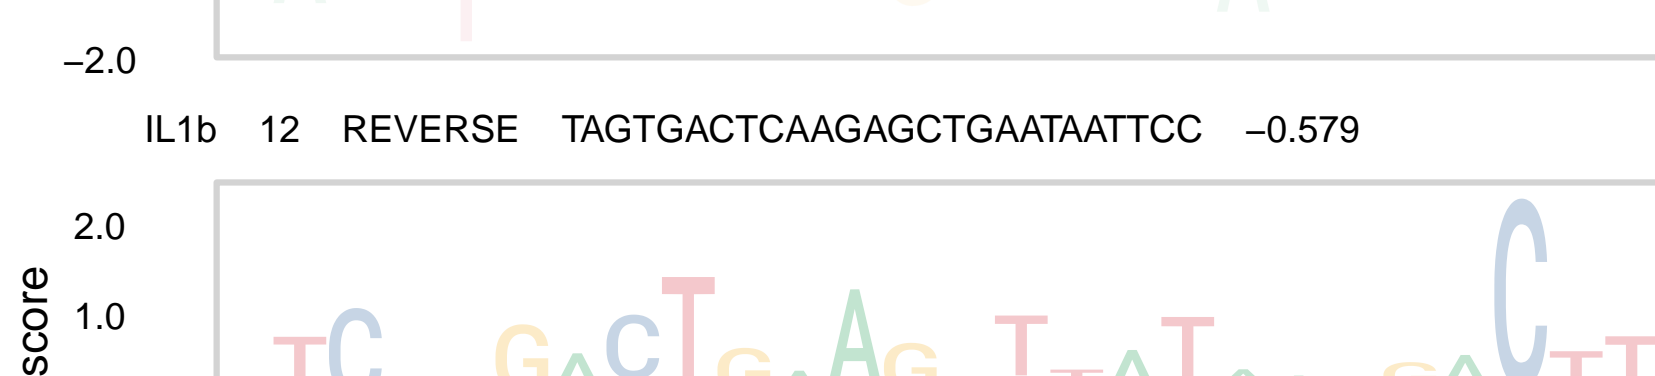 −2.0
IL1b 12 REVERSE TAGTGACTCAAGAGCTGAATAATTCC −0.579
2.0
1.0
score